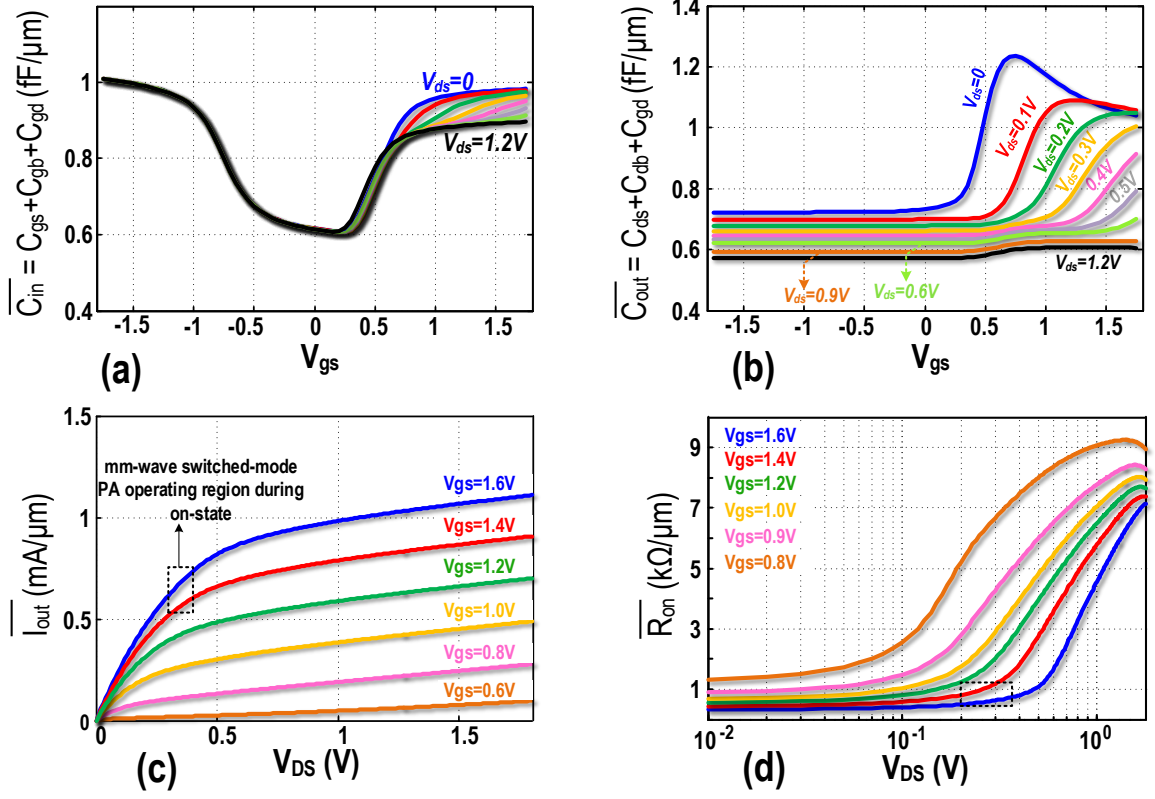 C̅i̅n̅ = Cgs+Cgb+Cgd (fF/µm)
1.4
1.2
1
0.8
0.6
0.4
Vds=0
Vds=1.2V
-1.5
-1
-0.5
0
0.5
1
1.5
Vgs
(a)
C̅o̅u̅t̅ = Cds+Cdb+Cgd (fF/µm)
1.4
1.2
1.0
0.8
0.6
0.4
Vds=0
Vds=0.1V
Vds=0.2V
Vds=0.3V
0.4V
0.5V
Vds=1.2V
Vds=0.9V
Vds=0.6V
-1.5
-1
-0.5
0
0.5
1
1.5
Vgs
(b)
I̅o̅u̅t̅ (mA/µm)
1.5
1
0.5
0
mm-wave switched-mode
PA operating region during
on-state
Vgs=1.6V
Vgs=1.4V
Vgs=1.2V
Vgs=1.0V
Vgs=0.8V
Vgs=0.6V
0
0.5
1
1.5
VDS (V)
(c)
R̅o̅n̅ (kΩ/µm)
9
7
5
3
1
Vgs=1.6V
Vgs=1.4V
Vgs=1.2V
Vgs=1.0V
Vgs=0.9V
Vgs=0.8V
10-2
10-1
100
VDS (V)
(d)